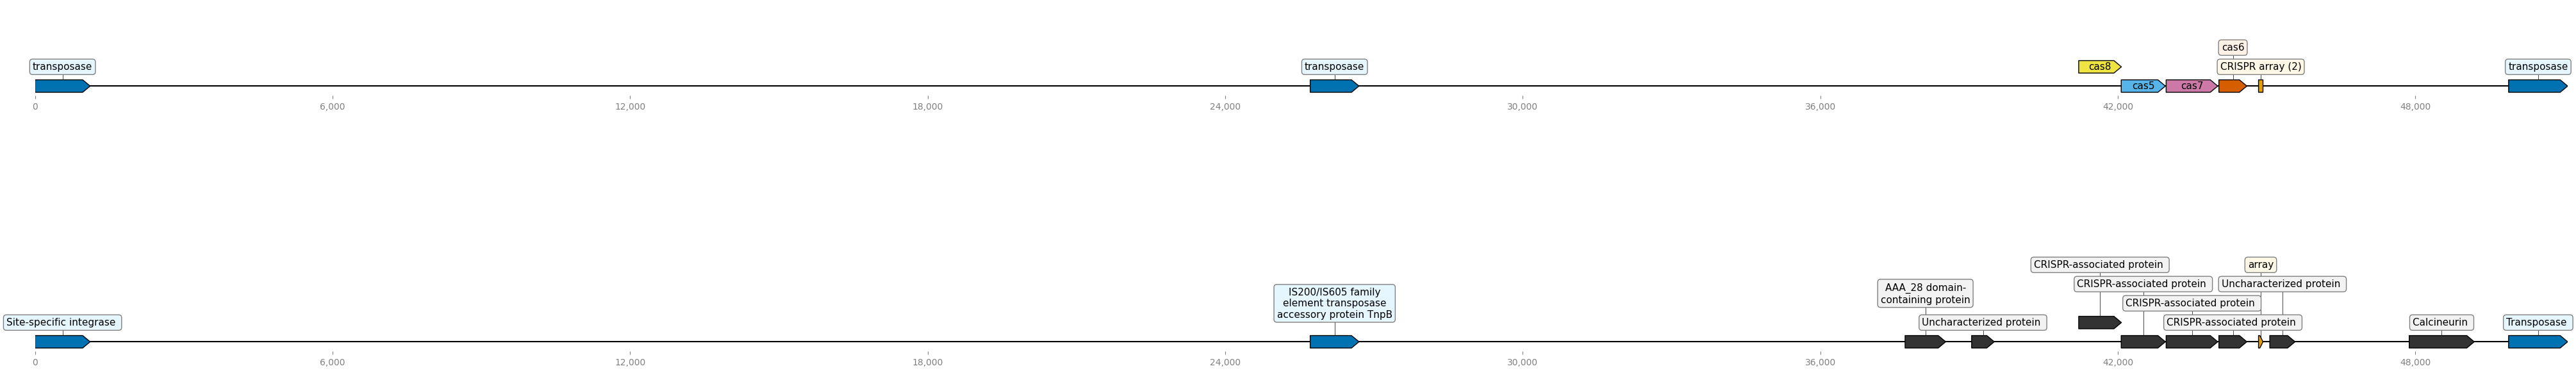 cas6
transposase
transposase
cas8
CRISPR array (2)
transposase
cas5
cas7
0
6,000
12,000
18,000
24,000
30,000
36,000
42,000
48,000
CRISPR-associated protein
array
CRISPR-associated protein
Uncharacterized protein
AAA_28 domain-
containing protein
IS200/IS605 family
element transposase
accessory protein TnpB
CRISPR-associated protein
Site-specific integrase
Uncharacterized protein
CRISPR-associated protein
Calcineurin
Transposase
0
6,000
12,000
18,000
24,000
30,000
36,000
42,000
48,000